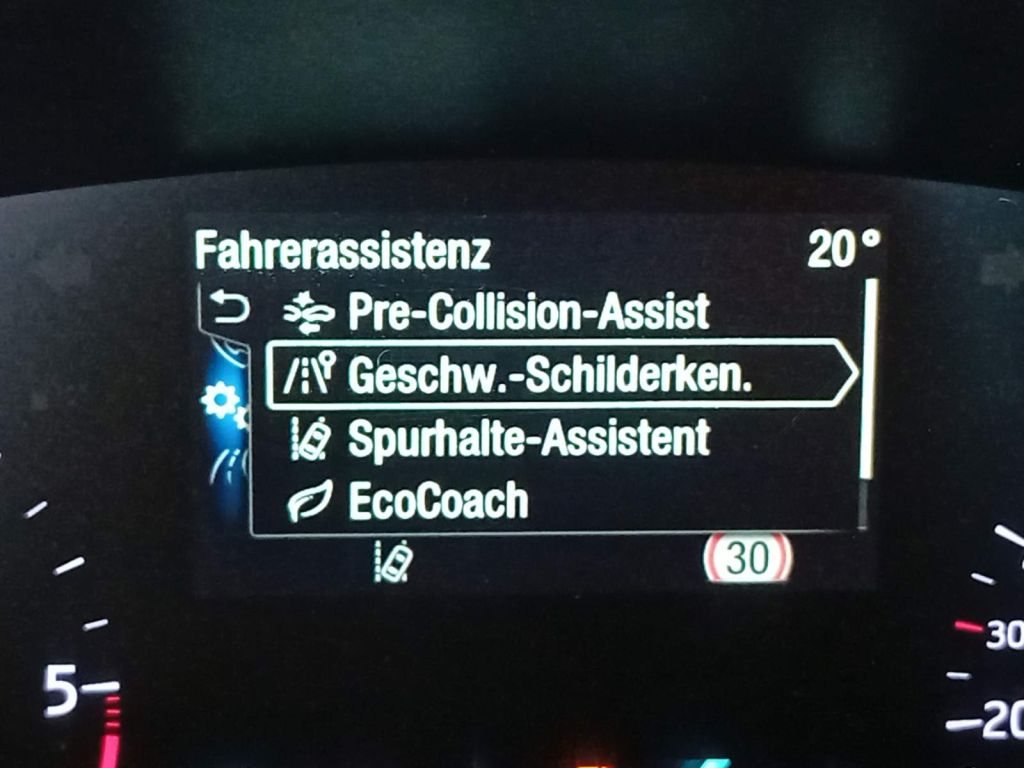 Fahrerassistenz 20°
Pre-Collision-Assist
Geschw.-Schilderken.
Spurhalte-Assistent
EcoCoach
30
30
5
20